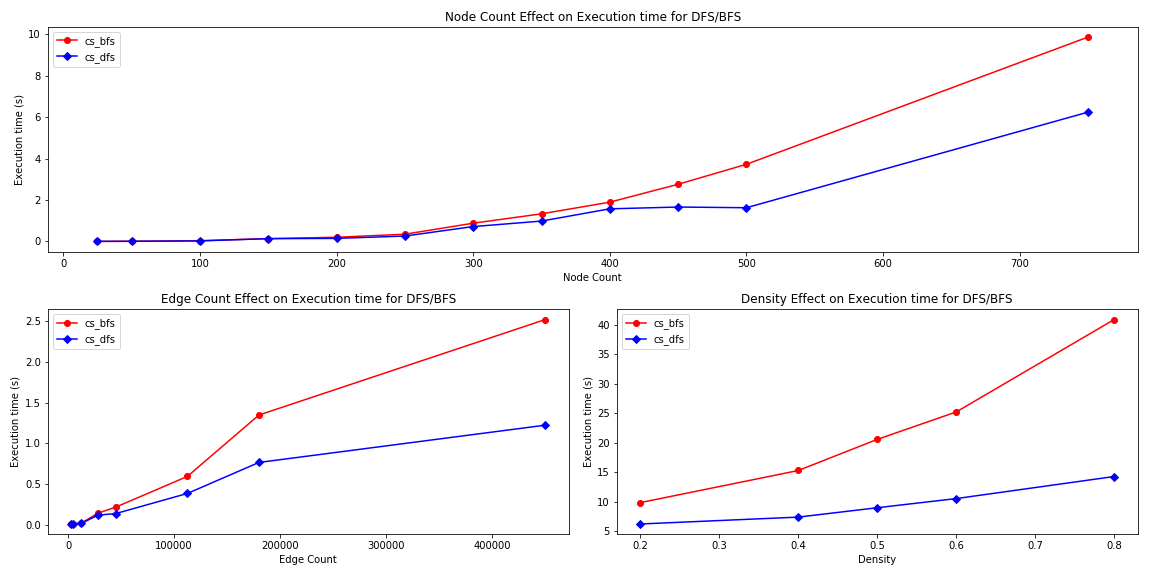 Node Count Effect on Execution time for DFS/BFS
cs_bfs
cs_dfs
Execution time (s)
10
8
6
4
2
0
0 100 200 300 400 500 600 700
Node Count
Edge Count Effect on Execution time for DFS/BFS
cs_bfs
cs_dfs
Execution time (s)
2.5
2.0
1.5
1.0
0.5
0.0
0 100000 200000 300000 400000
Edge Count
Density Effect on Execution time for DFS/BFS
cs_bfs
cs_dfs
Execution time (s)
40
35
30
25
20
15
10
5
0.2 0.3 0.4 0.5 0.6 0.7 0.8
Density